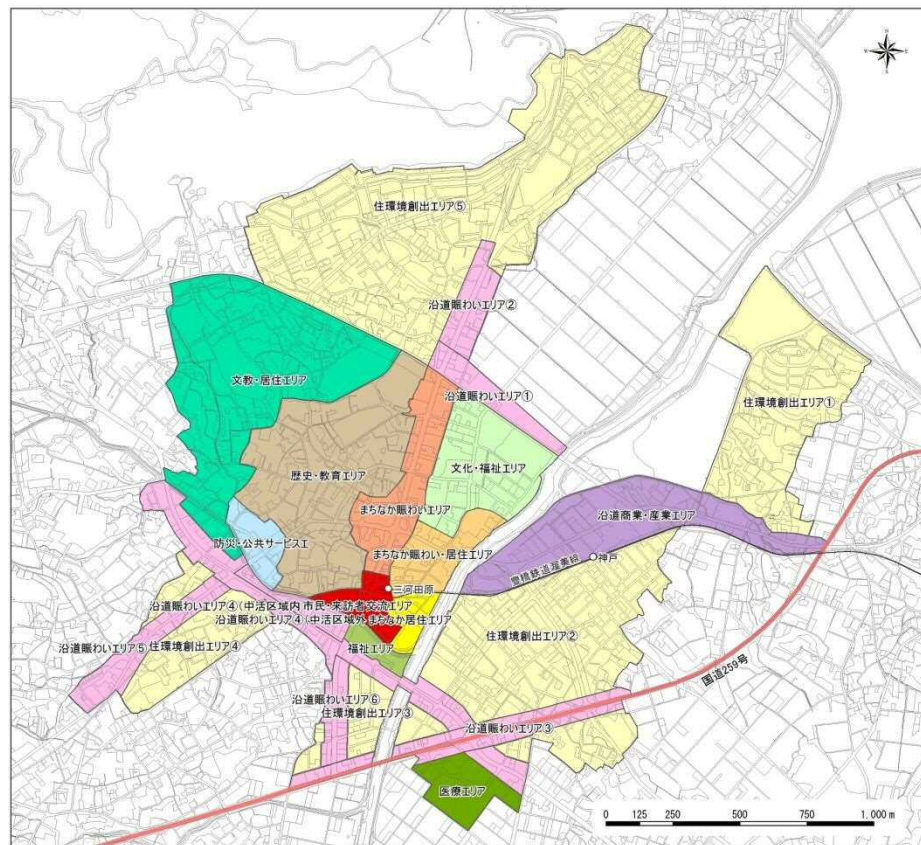 住環境創出エリア⑤
沿道賑わいエリア②
文教・居住エリア
沿道賑わいエリア①
住環境創出エリア①
歴史・教育エリア
文化・福祉エリア
まちなか賑わいエリア
沿道商業・産業エリア
防災・公共サービスエ
まちなか賑わい・居住エリア
豊橋鉄道渥美線
神戸
三河田原
沿道賑わいエリア④(中活区域内
市民・来訪者交流エリア
沿道賑わいエリア④(中活区域外
まちなか居住エリア
沿道賑わいエリア⑤
住環境創出エリア④
福祉エリア
住環境創出エリア②
国道259号
沿道賑わいエリア⑥
住環境創出エリア③
沿道賑わいエリア③
医療エリア
0 125 250 500 750 1,000 m